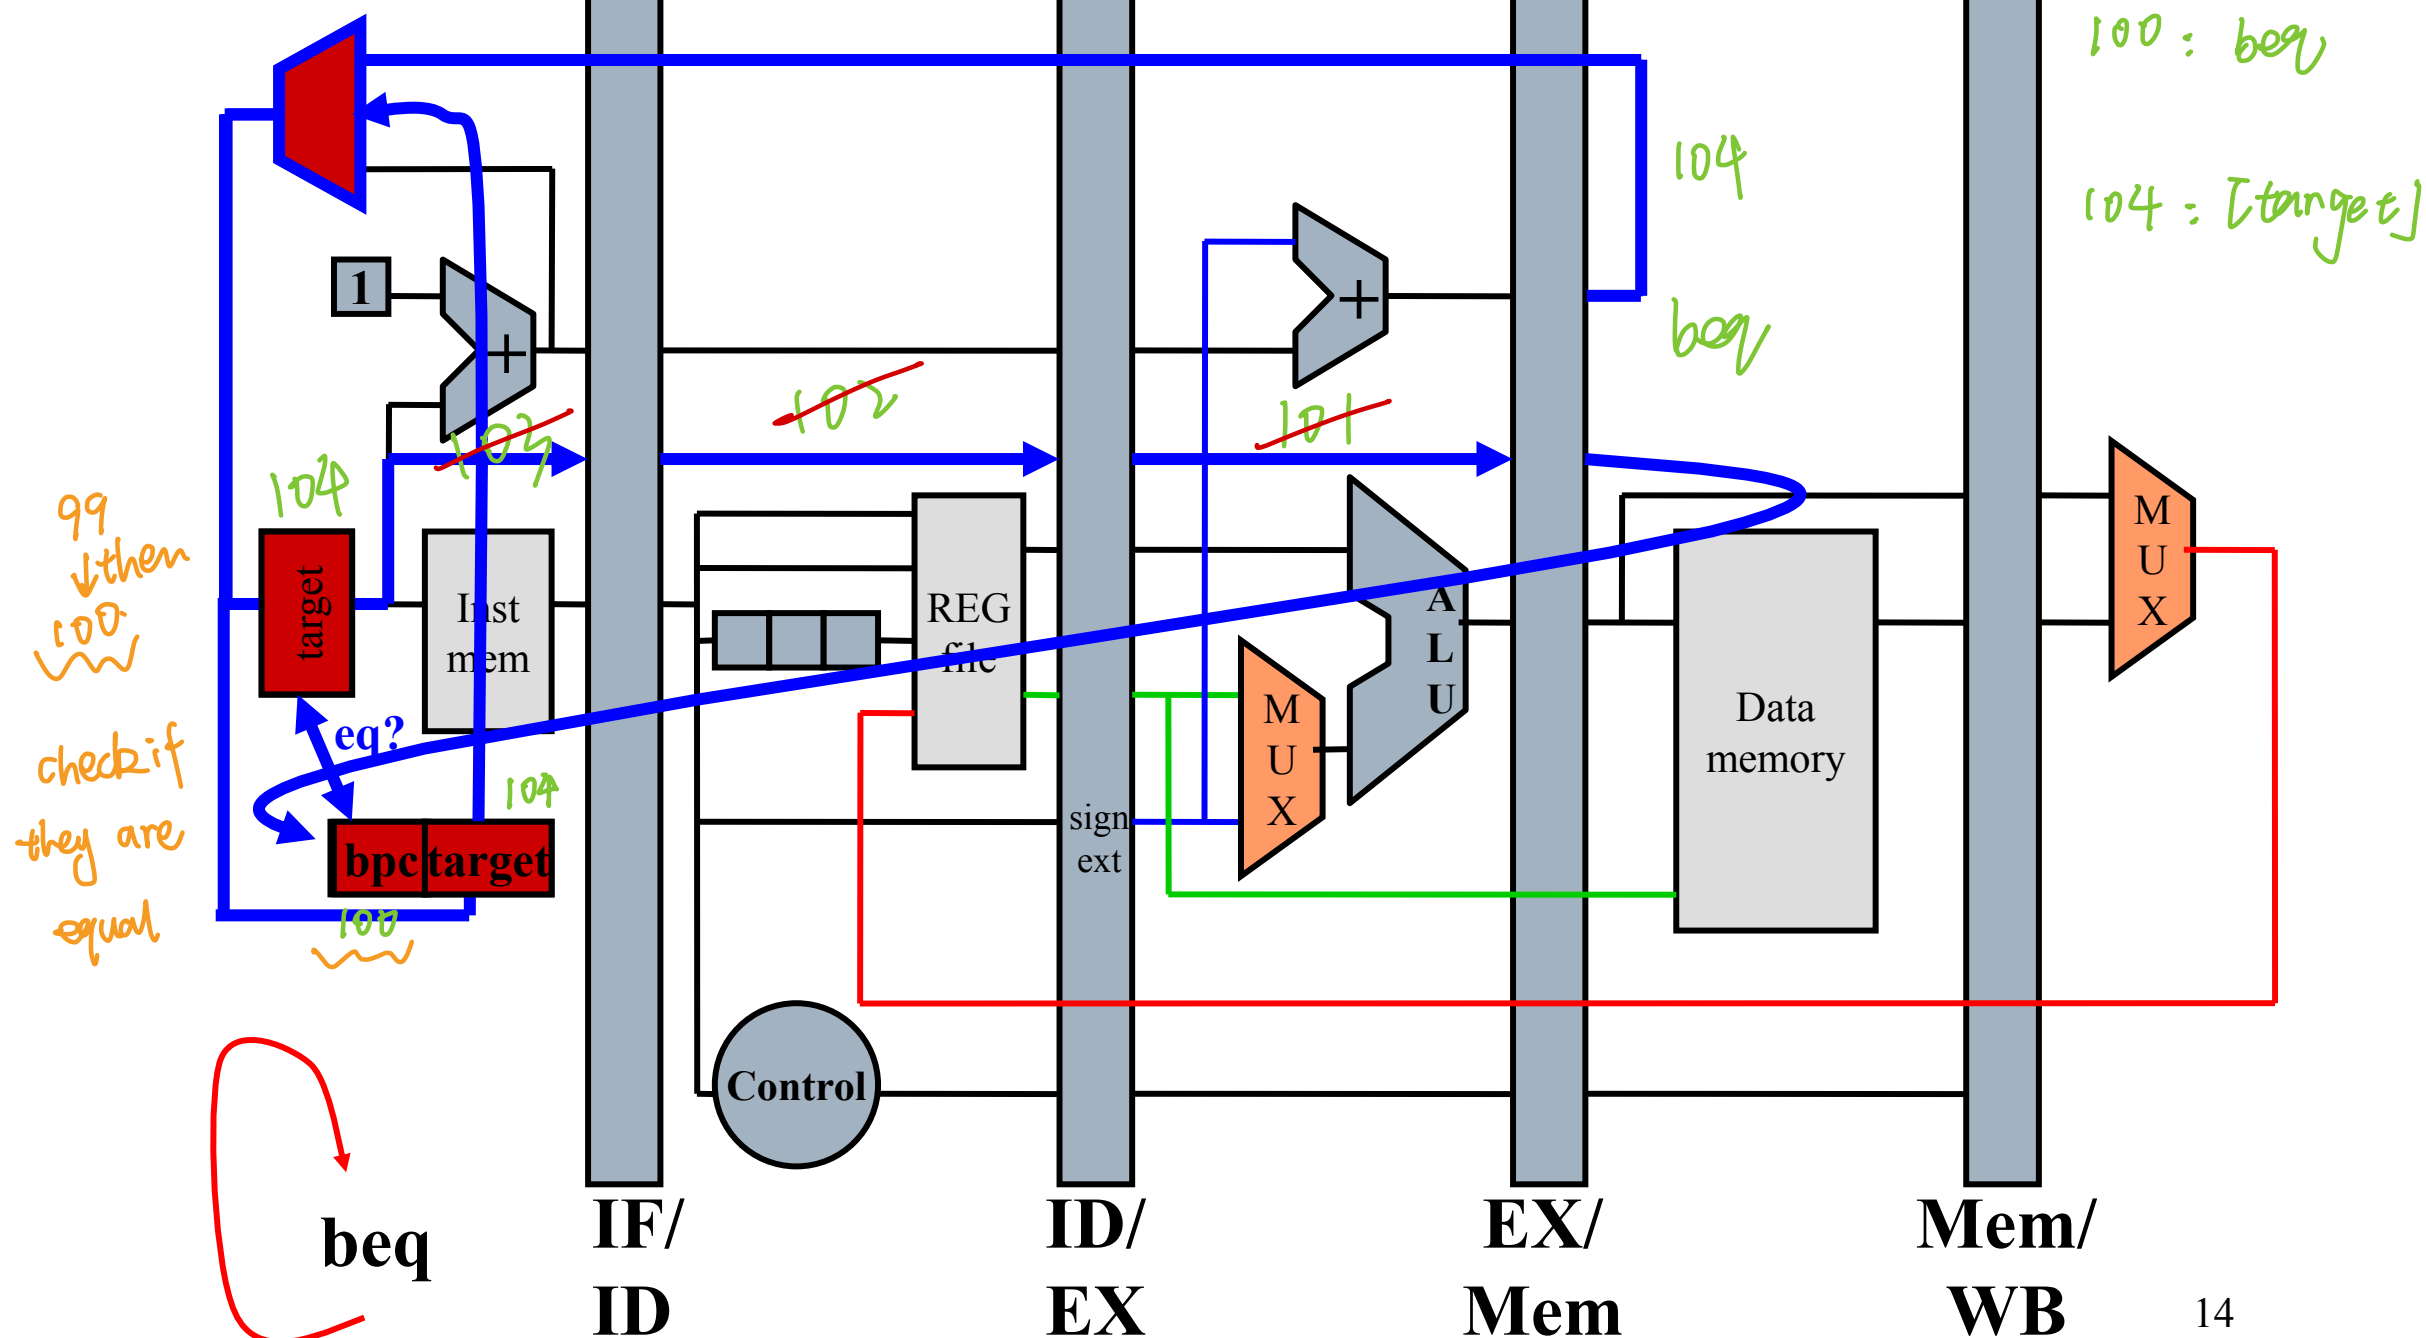 100 : beq
104
104 : [target]
1
+
+
beq
103
102
101
104
99
↓ then
100
target
Inst
mem
REG
file
A
L
U
M
U
X
M
U
X
Data
memory
eq?
check if
they are
equal
104
bpc target
100
sign
ext
Control
beq
IF/
ID
ID/
EX
EX/
Mem
Mem/
WB
14